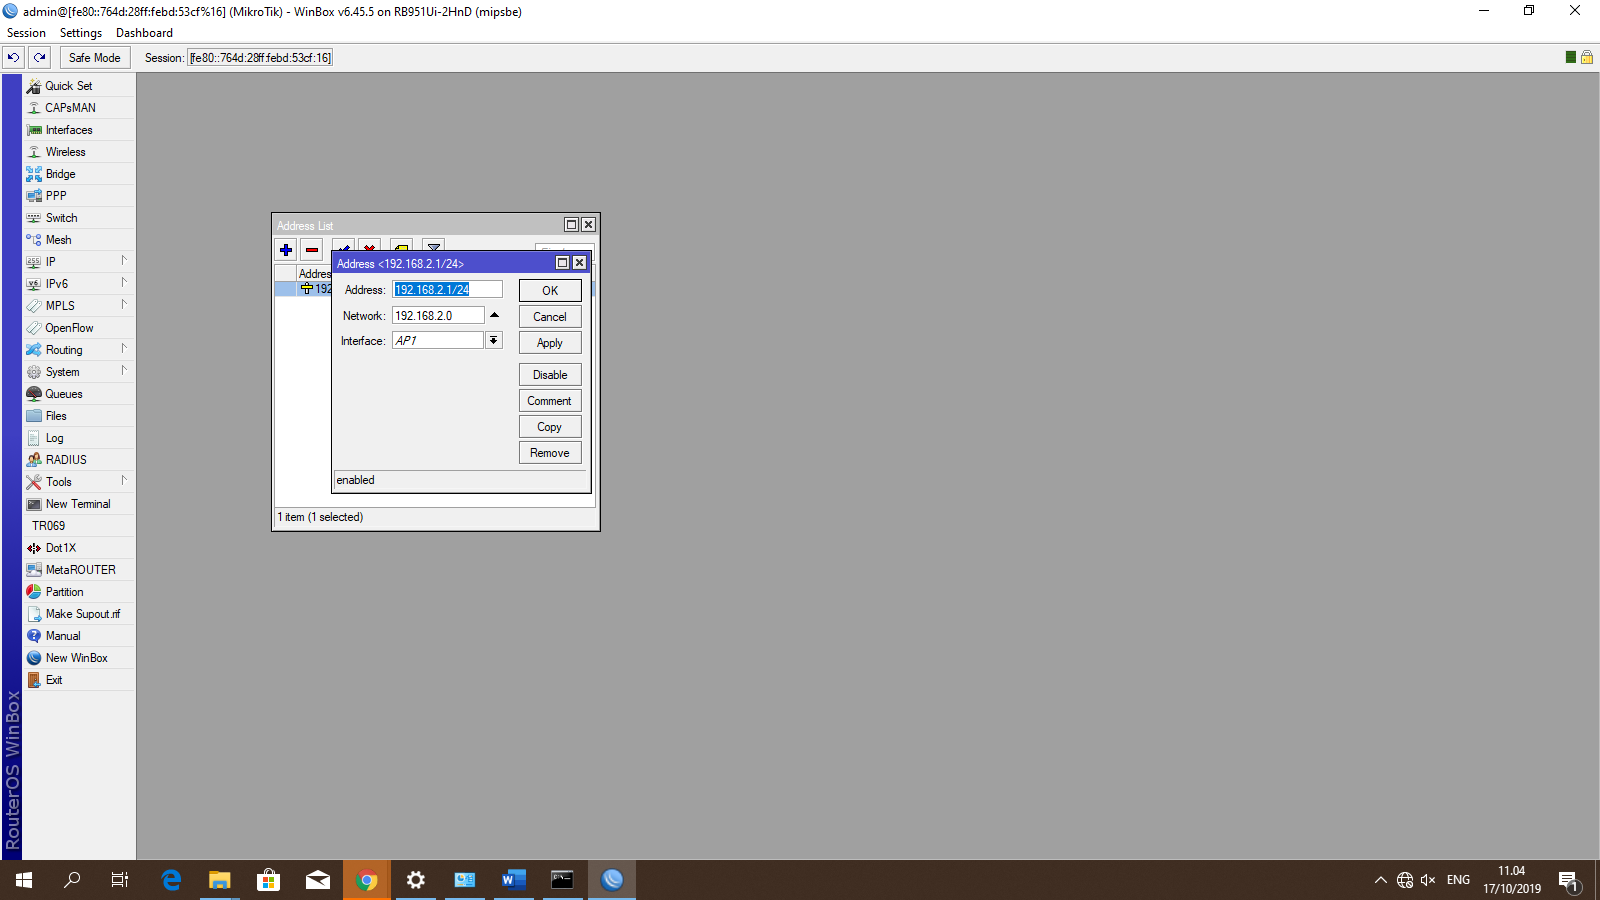 admin@[fe80::764d:28ff:febd:53cf%16] (MikroTik) - WinBox v6.45.5 on RB951Ui-2HnD (mipsbe)
Session Settings Dashboard
Safe Mode Session: [fe80::764d:28ff:febd:53cf:16]
Quick Set
CAPsMAN
Interfaces
Wireless
Bridge
PPP
Switch
Mesh
IP
IPv6
MPLS
OpenFlow
Routing
System
Queues
Files
Log
RADIUS
Tools
New Terminal
TR069
Dot1X
MetaROUTER
Partition
Make Supout.rif
Manual
New WinBox
Exit
RouterOS WinBox
Address List
Addres
192
Address <192.168.2.1/24>
Address: 192.168.2.1/24 OK
Network: 192.168.2.0 Cancel
Interface: AP1 Apply
Disable
Comment
Copy
Remove
enabled
1 item (1 selected)
ENG
11.04
17/10/2019
1